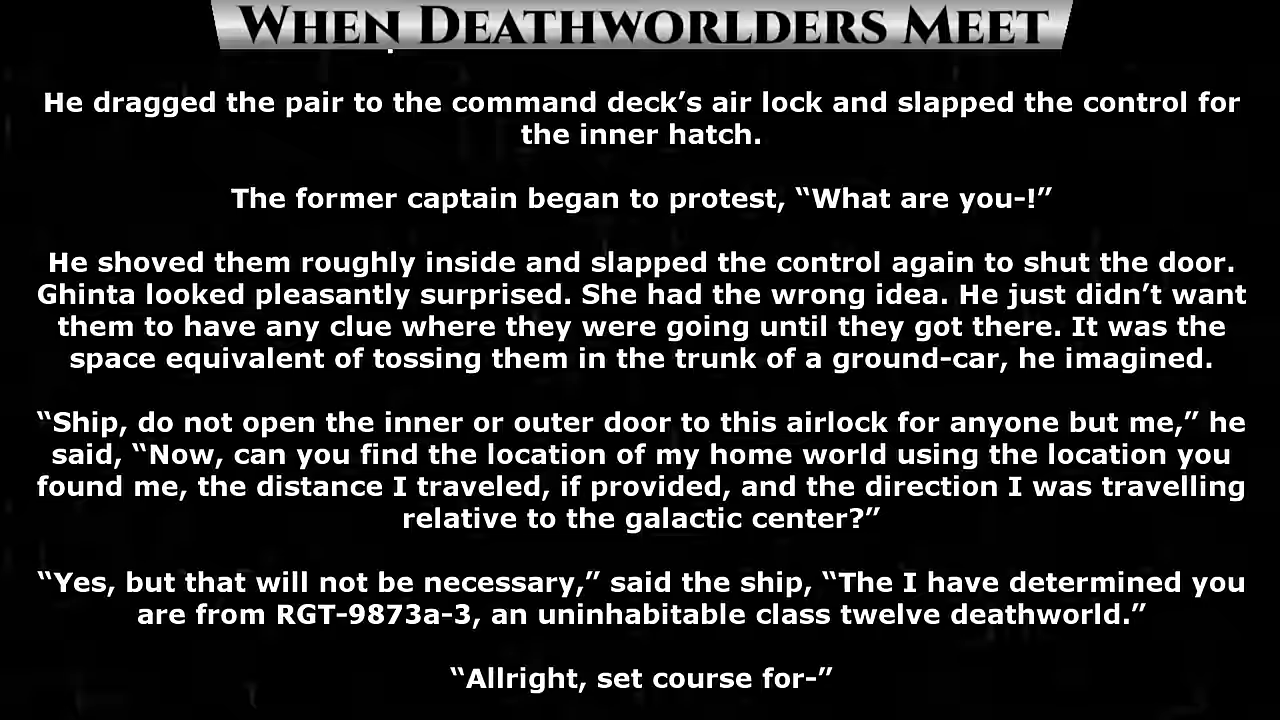 WHEN DEATHWORLDERS MEET
He dragged the pair to the command deck’s air lock and slapped the control for
the inner hatch.
The former captain began to protest, “What are you-!”
He shoved them roughly inside and slapped the control again to shut the door.
Ghinta looked pleasantly surprised. She had the wrong idea. He just didn’t want
them to have any clue where they were going until they got there. It was the
space equivalent of tossing them in the trunk of a ground-car, he imagined.
“Ship, do not open the inner or outer door to this airlock for anyone but me,” he
said, “Now, can you find the location of my home world using the location you
found me, the distance I traveled, if provided, and the direction I was travelling
relative to the galactic center?”
“Yes, but that will not be necessary,” said the ship, “The I have determined you
are from RGT-9873a-3, an uninhabitable class twelve deathworld.”
“Allright, set course for-”